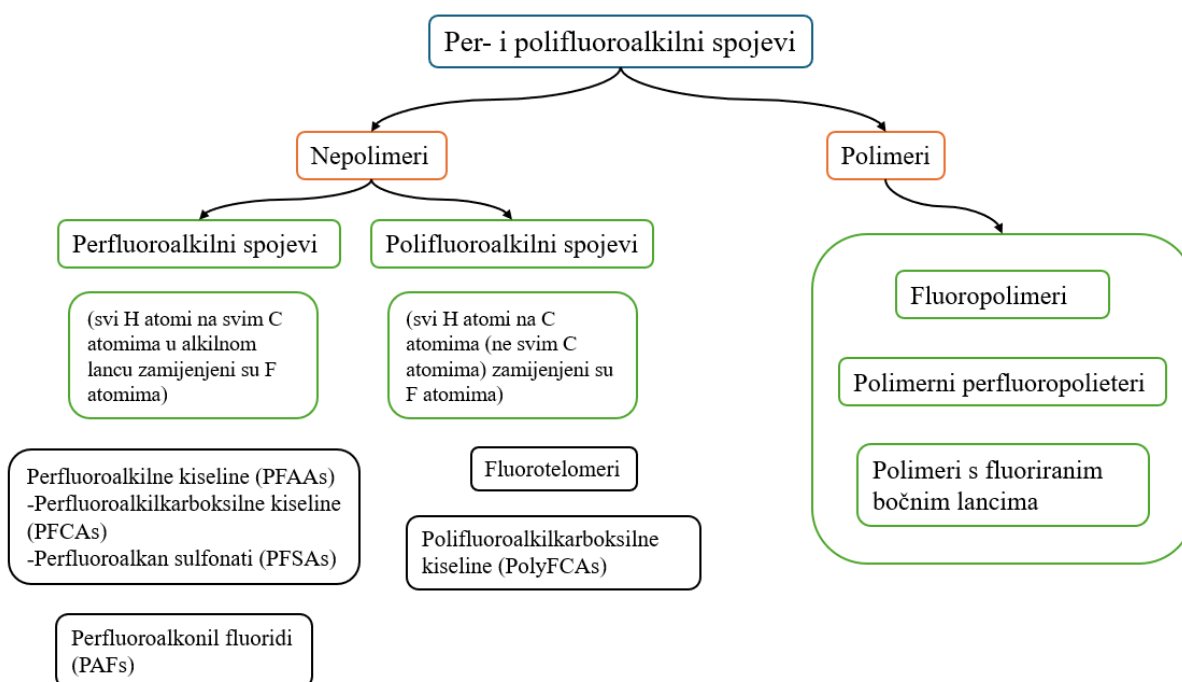 Per- i polifluoroalkilni spojevi
Nepolimeri
Polimeri
Perfluoroalkilni spojevi
Polifluoroalkilni spojevi
(svi H atomi na svim C
atomima u alkilnom
lancu zamijenjeni su F
atomima)
(svi H atomi na C
atomima (ne svim C
atomima) zamijenjeni su
F atomima)
Fluoropolimeri
Polimerni perfluoropolieteri
Polimeri s fluoriranim
bočnim lancima
Perfluoroalkilne kiseline (PFAAs)
-Perfluoroalkilkarboksilne kiseline
(PFCAs)
-Perfluoroalkan sulfonati (PFSAs)
Fluorotelomeri
Polifluoroalkilkarboksilne
kiseline (PolyFCAs)
Perfluoroalkonil fluoridi
(PAFs)